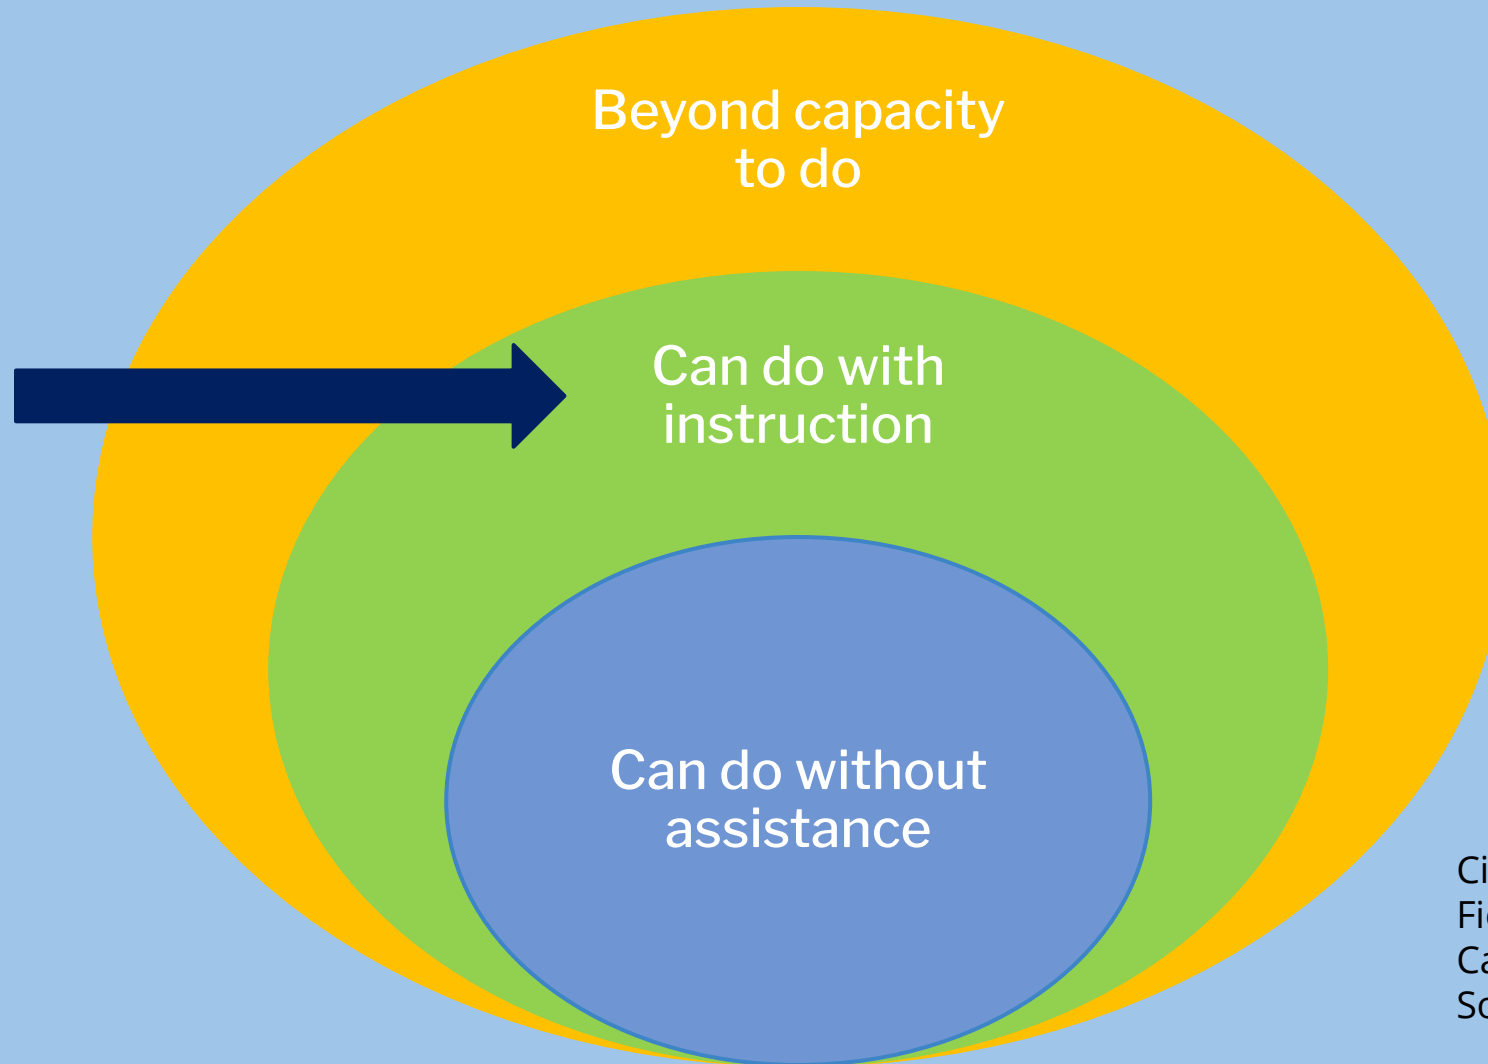 Beyond capacity
to do
Can do with
instruction
Can do without
assistance